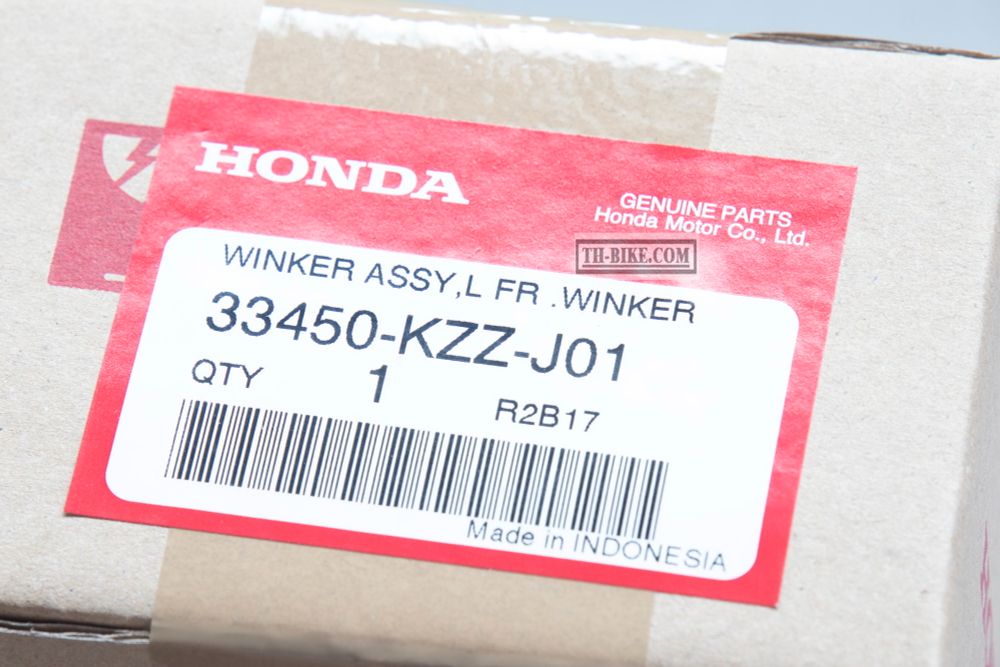 HONDA
GENUINE PARTS
Honda Motor Co., Ltd.
TH-BIKE.COM
WINKER ASSY,L FR .WINKER
33450-KZZ-J01
QTY 1 R2B17
Made in INDONESIA